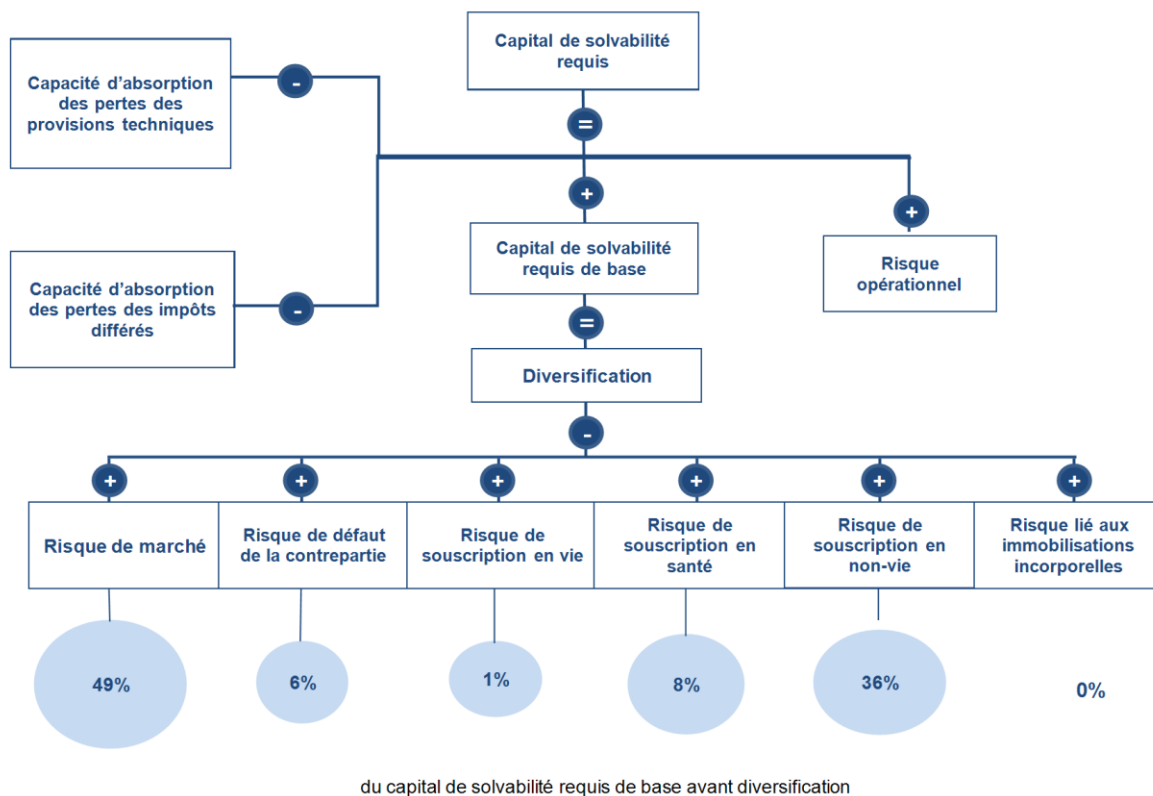 Capital de solvabilité
requis
Capacité d'absorption
des pertes des
provisions techniques
-
=
+
+
Capital de solvabilité
requis de base
Risque
opérationnel
Capacité d'absorption
des pertes des impôts
différés
-
=
Diversification
-
+
+
+
+
+
+
Risque de marché
Risque de défaut
de la contrepartie
Risque de
souscription en vie
Risque de
souscription en
santé
Risque de
souscription en
non-vie
Risque lié aux
immobilisations
incorporelles
49%
6%
1%
8%
36%
0%
du capital de solvabilité requis de base avant diversification